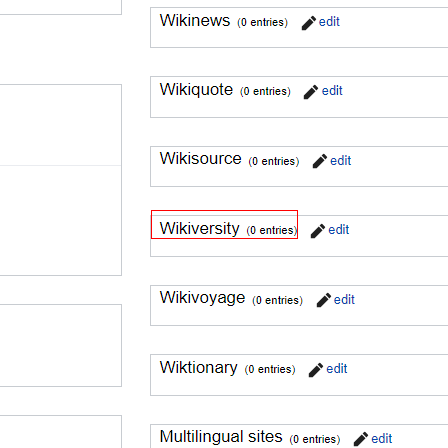 Wikinews (0 entries) edit
Wikiquote (0 entries) edit
Wikisource (0 entries) edit
Wikiversity (0 entries) edit
Wikivoyage (0 entries) edit
Wiktionary (0 entries) edit
Multilingual sites (0 entries) edit